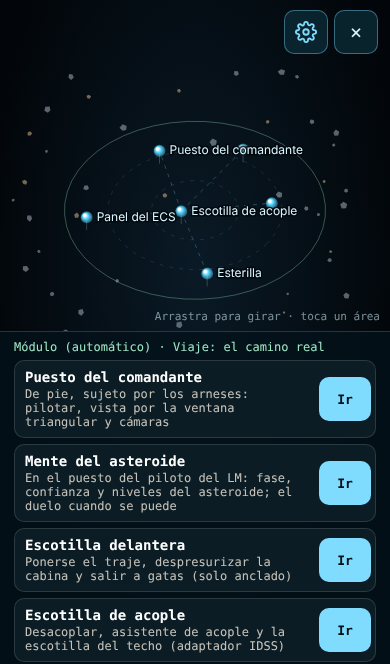 ×
Puesto del comandante
Panel del ECS
Escotilla de acople
Esterilla
Arrastra para girar · toca un área
Módulo (automático) · Viaje: el camino real
Puesto del comandante
De pie, sujeto por los arneses:
pilotar, vista por la ventana
triangular y cámaras
Ir
Mente del asteroide
En el puesto del piloto del LM: fase,
confianza y niveles del asteroide; el
duelo cuando se puede
Ir
Escotilla delantera
Ponerse el traje, despresurizar la
cabina y salir a gatas (solo anclado)
Ir
Escotilla de acople
Desacoplar, asistente de acople y la
escotilla del techo (adaptador IDSS)
Ir